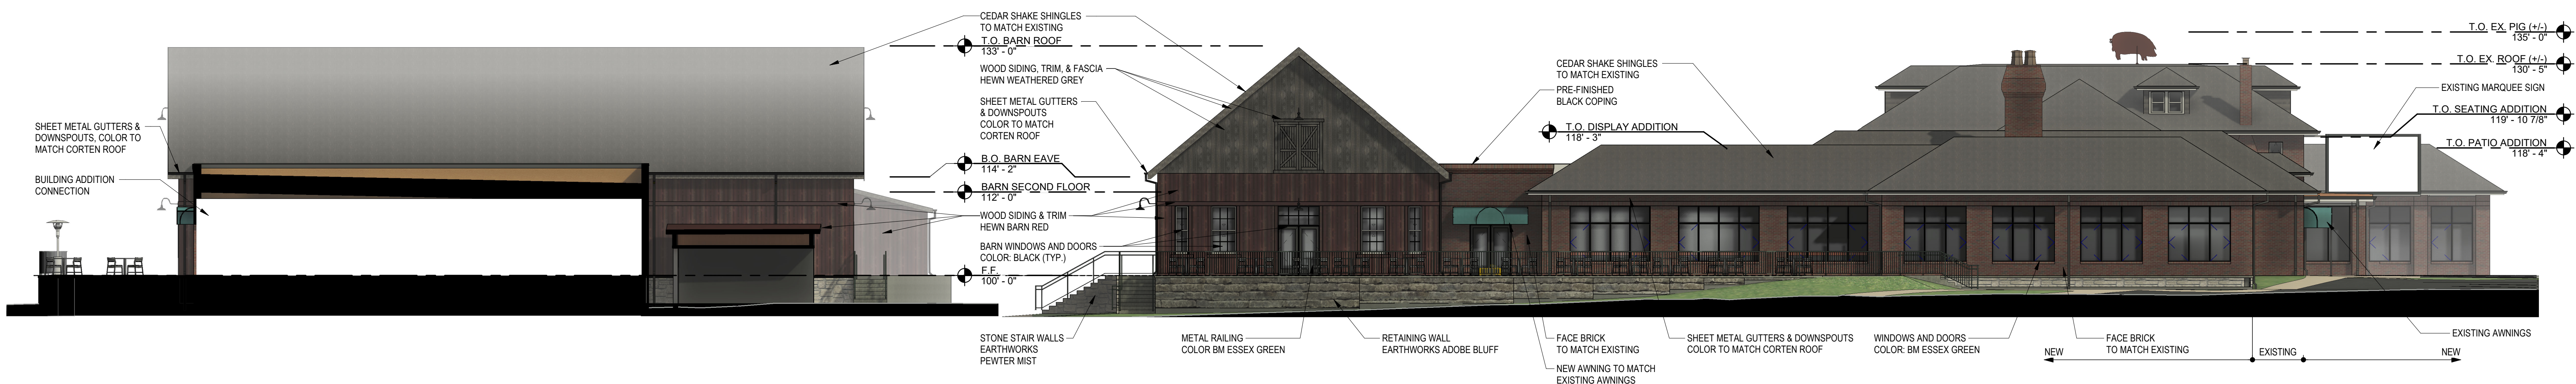 SHEET METAL GUTTERS &
DOWNSPOUTS, COLOR TO
MATCH CORTEN ROOF
BUILDING ADDITION
CONNECTION
CEDAR SHAKE SHINGLES
TO MATCH EXISTING
T.O. BARN ROOF
133' - 0"
WOOD SIDING, TRIM, & FASCIA
HEWN WEATHERED GREY
SHEET METAL GUTTERS
& DOWNSPOUTS
COLOR TO MATCH
CORTEN ROOF
B.O. BARN EAVE
114' - 2"
BARN SECOND FLOOR
112' - 0"
WOOD SIDING & TRIM
HEWN BARN RED
BARN WINDOWS AND DOORS
COLOR: BLACK (TYP.)
F.F.
100' - 0"
STONE STAIR WALLS
EARTHWORKS
PEWTER MIST
METAL RAILING
COLOR BM ESSEX GREEN
RETAINING WALL
EARTHWORKS ADOBE BLUFF
CEDAR SHAKE SHINGLES
TO MATCH EXISTING
PRE-FINISHED
BLACK COPING
T.O. DISPLAY ADDITION
118' - 3"
FACE BRICK
TO MATCH EXISTING
NEW AWNING TO MATCH
EXISTING AWNINGS
SHEET METAL GUTTERS & DOWNSPOUTS
COLOR TO MATCH CORTEN ROOF
WINDOWS AND DOORS
COLOR: BM ESSEX GREEN
FACE BRICK
TO MATCH EXISTING
NEW
EXISTING
NEW
T.O. EX. PIG (+/-)
135' - 0"
T.O. EX. ROOF (+/-)
130' - 5"
EXISTING MARQUEE SIGN
T.O. SEATING ADDITION
119' - 10 7/8"
T.O. PATIO ADDITION
118' - 4"
EXISTING AWNINGS